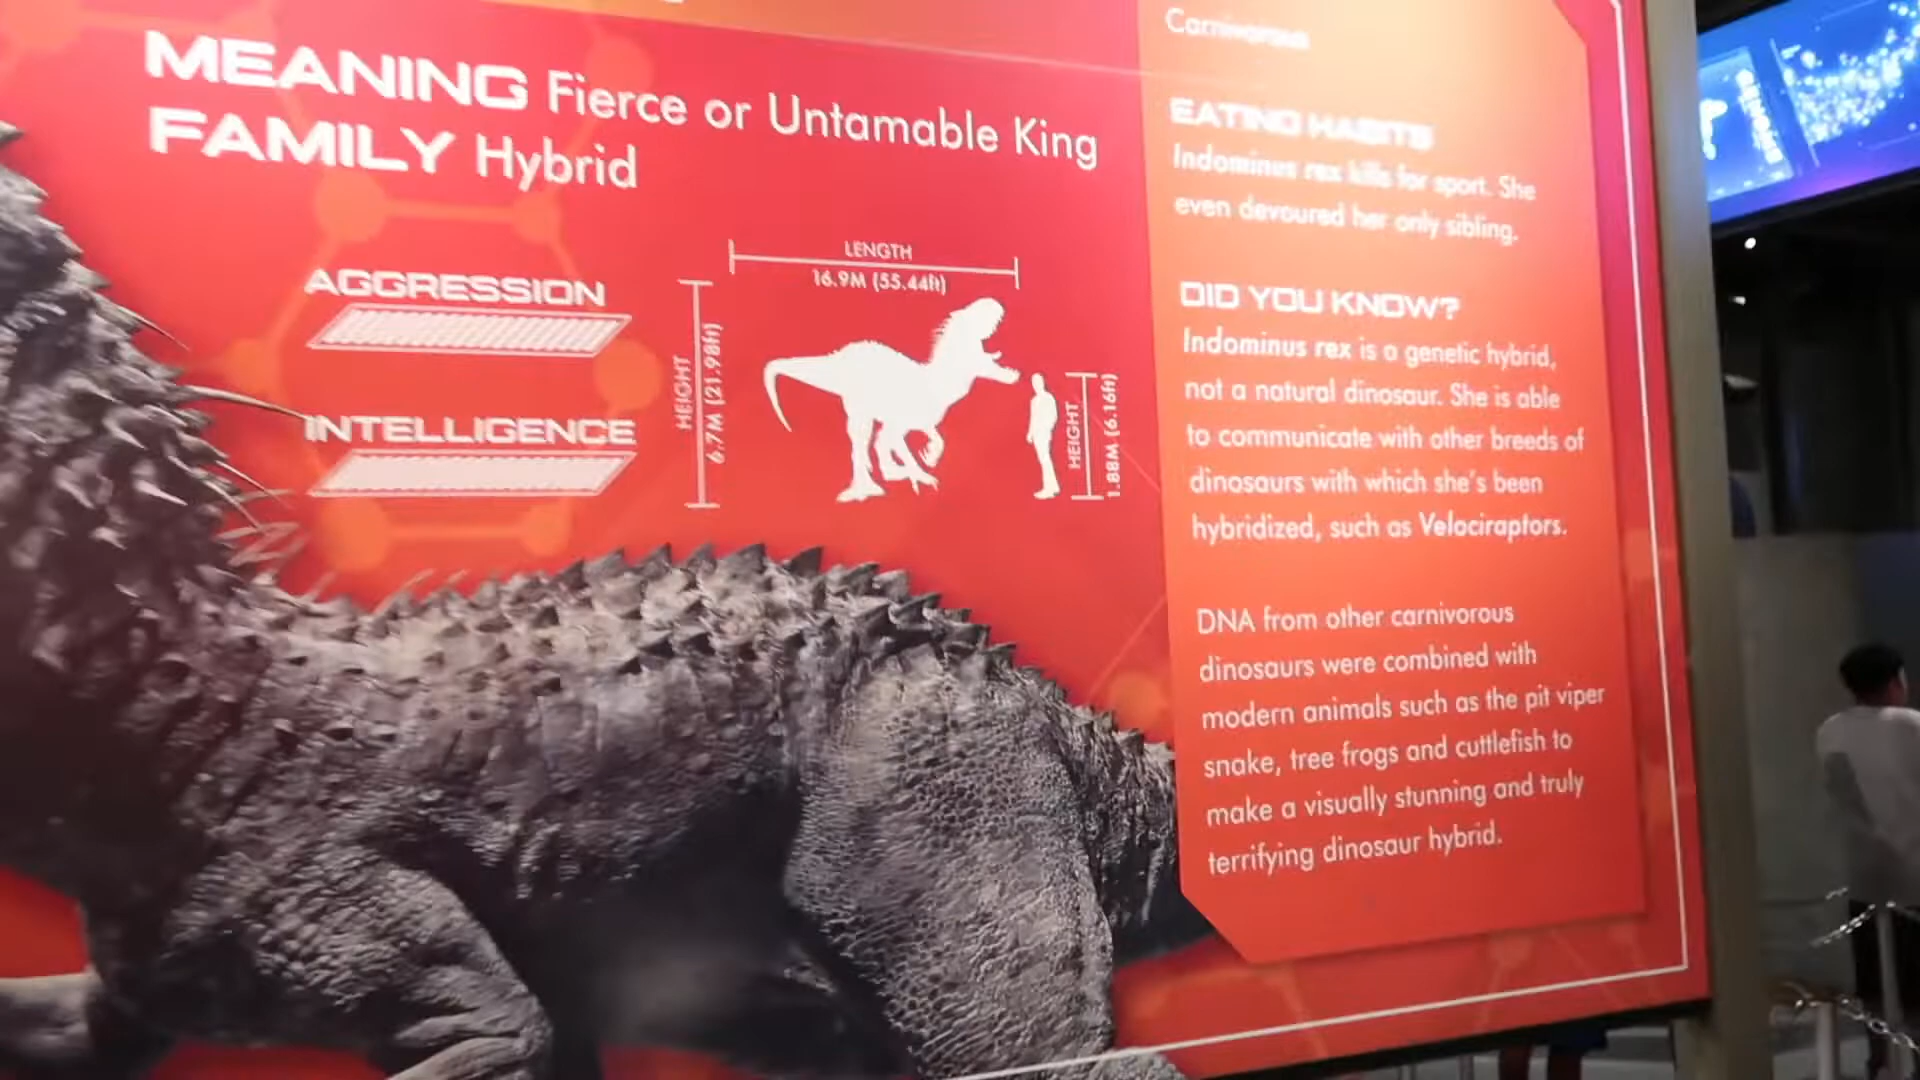 MEANING Fierce or Untamable King
FAMILY Hybrid
AGGRESSION
INTELLIGENCE
LENGTH
16.9M (55.44ft)
HEIGHT
6.7M (21.98ft)
HEIGHT
1.88M (6.16ft)
Carnivorous
EATING HABITS
Indominus rex kills for sport. She
even devoured her only sibling.
DID YOU KNOW?
Indominus rex is a genetic hybrid,
not a natural dinosaur. She is able
to communicate with other breeds of
dinosaurs with which she's been
hybridized, such as Velociraptors.
DNA from other carnivorous
dinosaurs were combined with
modern animals such as the pit viper
snake, tree frogs and cuttlefish to
make a visually stunning and truly
terrifying dinosaur hybrid.